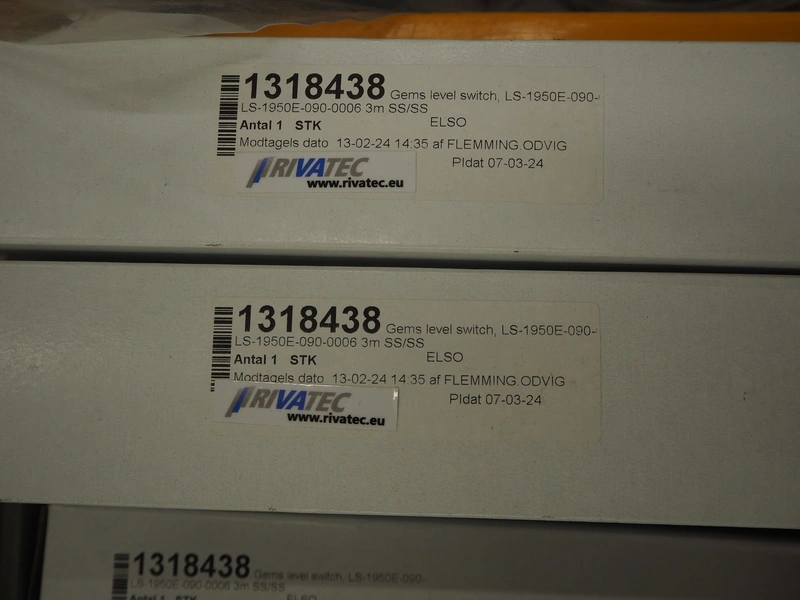 1318438 Gems level switch, LS-1950E-090-
LS-1950E-090-0006 3m SS/SS
Antal 1 STK ELSO
Modtagels dato 13-02-24 14:35 af FLEMMING.ODVIG
Pldat 07-03-24
RIVATEC
www.rivatec.eu
1318438 Gems level switch, LS-1950E-090-
LS-1950E-090-0006 3m SS/SS
Antal 1 STK ELSO
Modtagels dato 13-02-24 14:35 af FLEMMING.ODVIG
Pldat 07-03-24
RIVATEC
www.rivatec.eu
1318438 Gems level switch, LS-1950E-090-
LS-1950E-090-0006 3m SS/SS
Antal 1 STK ELSO